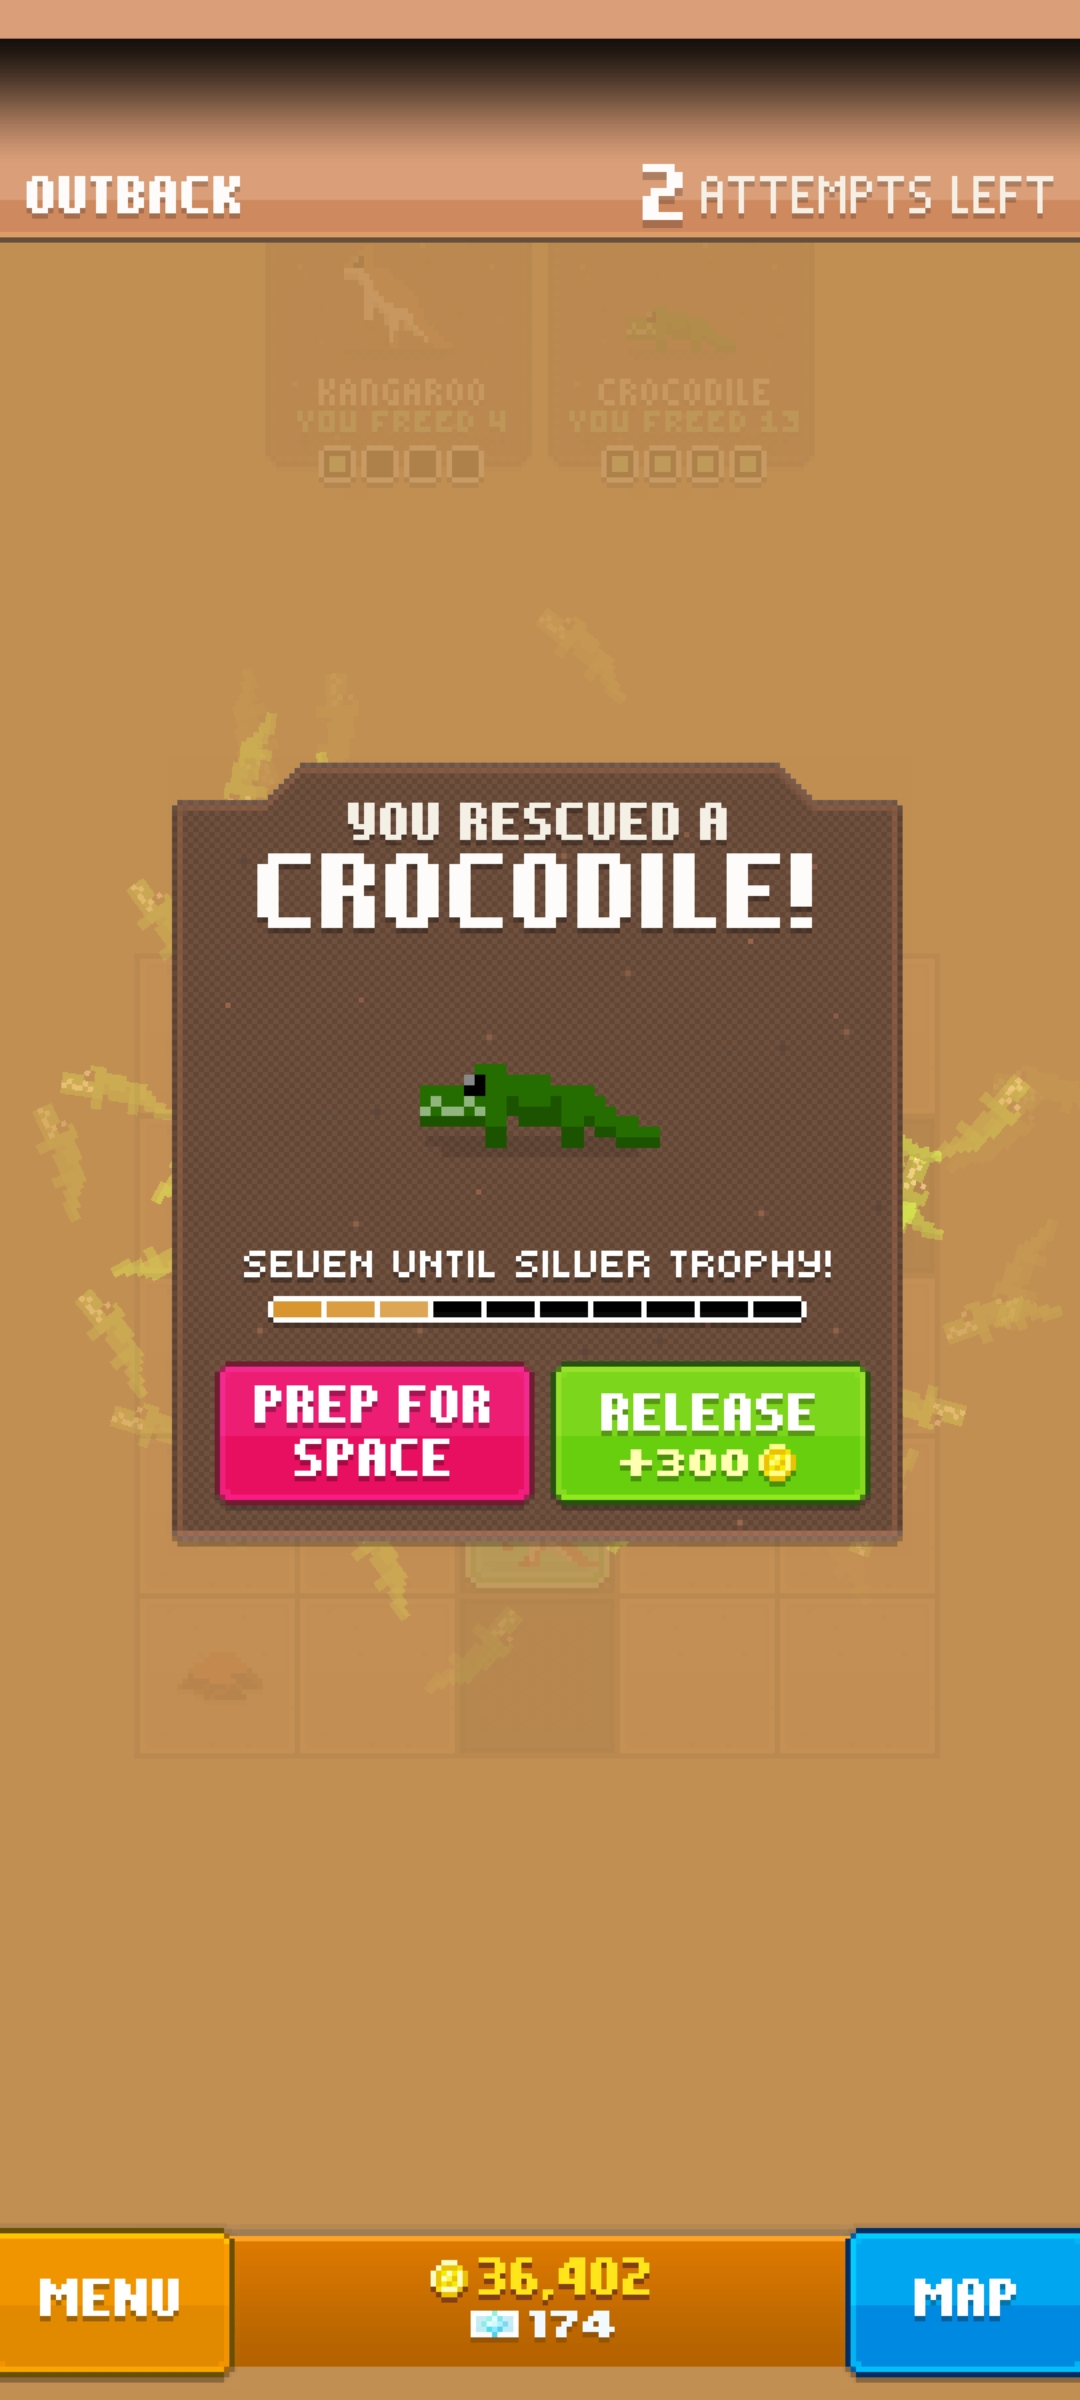 OUTBACK
2 ATTEMPTS LEFT
KANGAROO
YOU FREED 4
CROCODILE
YOU FREED 13
YOU RESCUED A
CROCODILE!
SEVEN UNTIL SILVER TROPHY!
PREP FOR
SPACE
RELEASE
+300
MENU
36,402
174
MAP